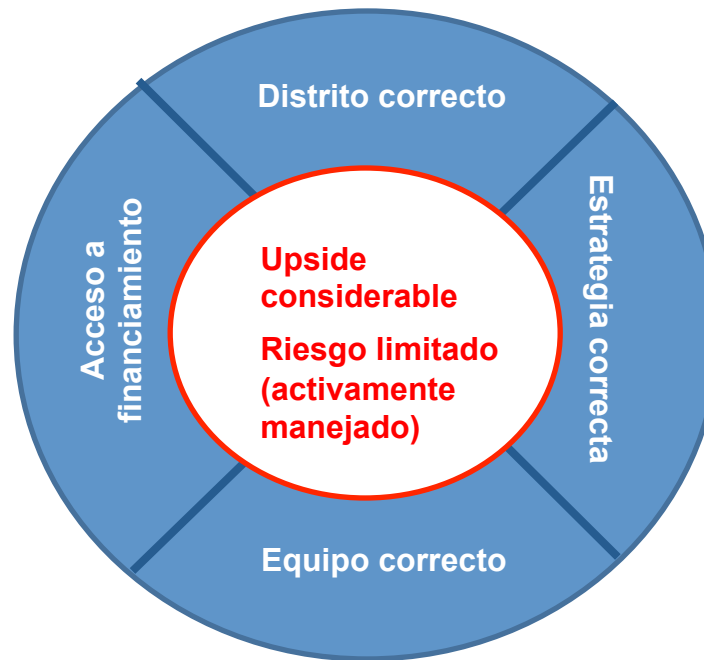 Distrito correcto
Estrategia correcta
Acceso a
financiamiento
Upside
considerable
Riesgo limitado
(activamente
manejado)
Equipo correcto